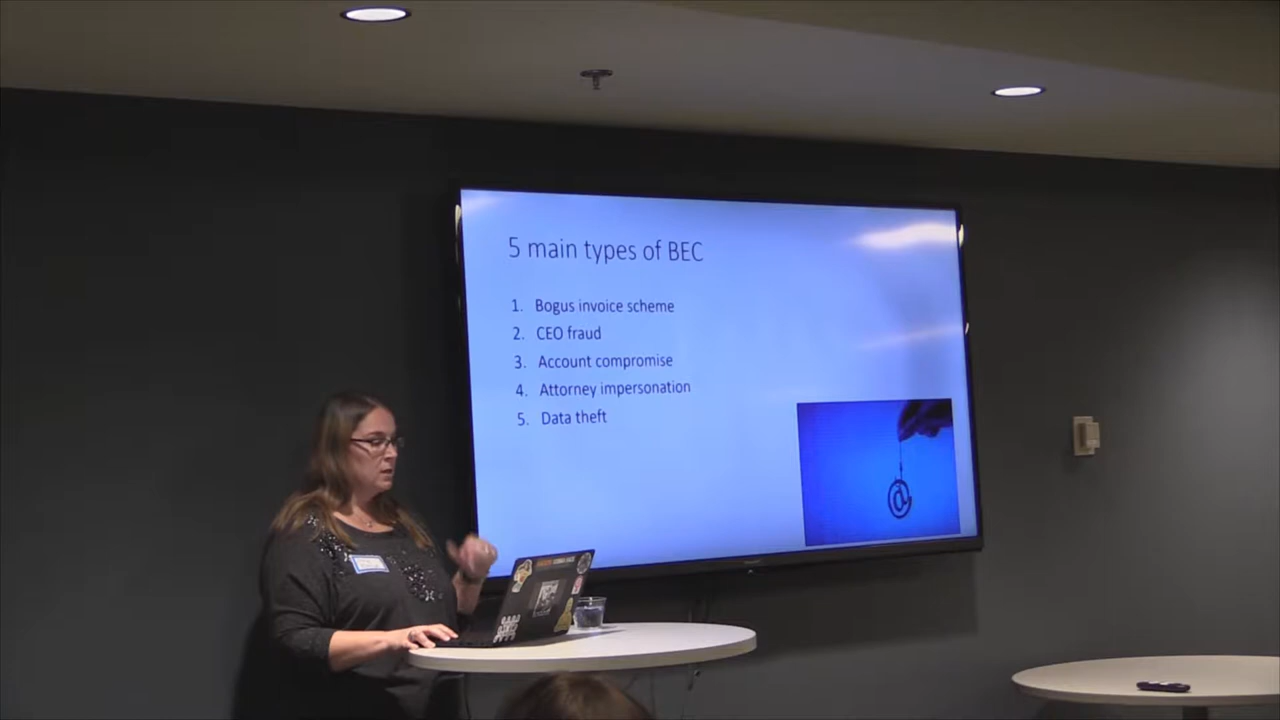 5 main types of BEC
1. Bogus invoice scheme
2. CEO fraud
3. Account compromise
4. Attorney impersonation
5. Data theft
@